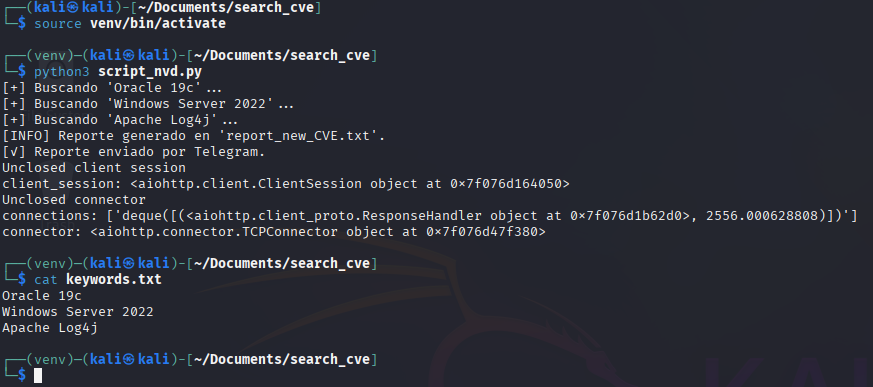 ┌──(kali㉿kali)-[~/Documents/search_cve]
└─$ source venv/bin/activate
┌──(venv)─(kali㉿kali)-[~/Documents/search_cve]
└─$ python3 script_nvd.py
[+] Buscando 'Oracle 19c'...
[+] Buscando 'Windows Server 2022'...
[+] Buscando 'Apache Log4j'...
[INFO] Reporte generado en 'report_new_CVE.txt'.
[√] Reporte enviado por Telegram.
Unclosed client session
client_session: <aiohttp.client.ClientSession object at 0×7f076d164050>
Unclosed connector
connections: ['deque([(<aiohttp.client_proto.ResponseHandler object at 0×7f076d1b62d0>, 2556.000628808)])']
connector: <aiohttp.connector.TCPConnector object at 0×7f076d47f380>
┌──(venv)─(kali㉿kali)-[~/Documents/search_cve]
└─$ cat keywords.txt
Oracle 19c
Windows Server 2022
Apache Log4j
┌──(venv)─(kali㉿kali)-[~/Documents/search_cve]
└─$